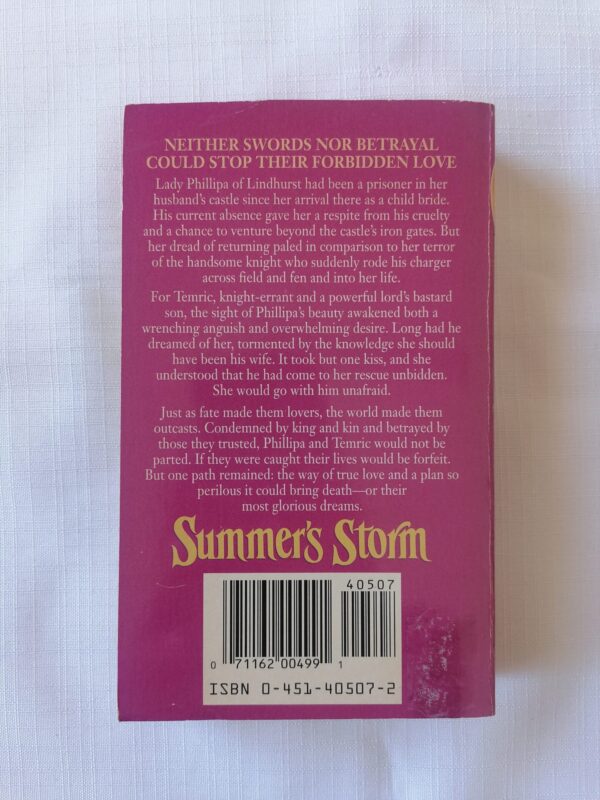 NEITHER SWORDS NOR BETRAYAL
COULD STOP THEIR FORBIDDEN LOVE
Lady Phillipa of Lindhurst had been a prisoner in her
husband's castle since her arrival there as a child bride.
His current absence gave her a respite from his cruelty
and a chance to venture beyond the castle's iron gates. But
her dread of returning paled in comparison to her terror
of the handsome knight who suddenly rode his charger
across field and fen and into her life.
For Temric, knight-errant and a powerful lord's bastard
son, the sight of Phillipa's beauty awakened both a
wrenching anguish and overwhelming desire. Long had he
dreamed of her, tormented by the knowledge she should
have been his wife. It took but one kiss, and she
understood that he had come to her rescue unbidden.
She would go with him unafraid.
Just as fate made them lovers, the world made them
outcasts. Condemned by king and kin and betrayed by
those they trusted, Phillipa and Temric would not be
parted. If they were caught their lives would be forfeit.
But one path remained: the way of true love and a plan so
perilous it could bring death—or their
most glorious dreams.
Summer's Storm
40507
0 71162 00499 1
ISBN 0-451-40507-2